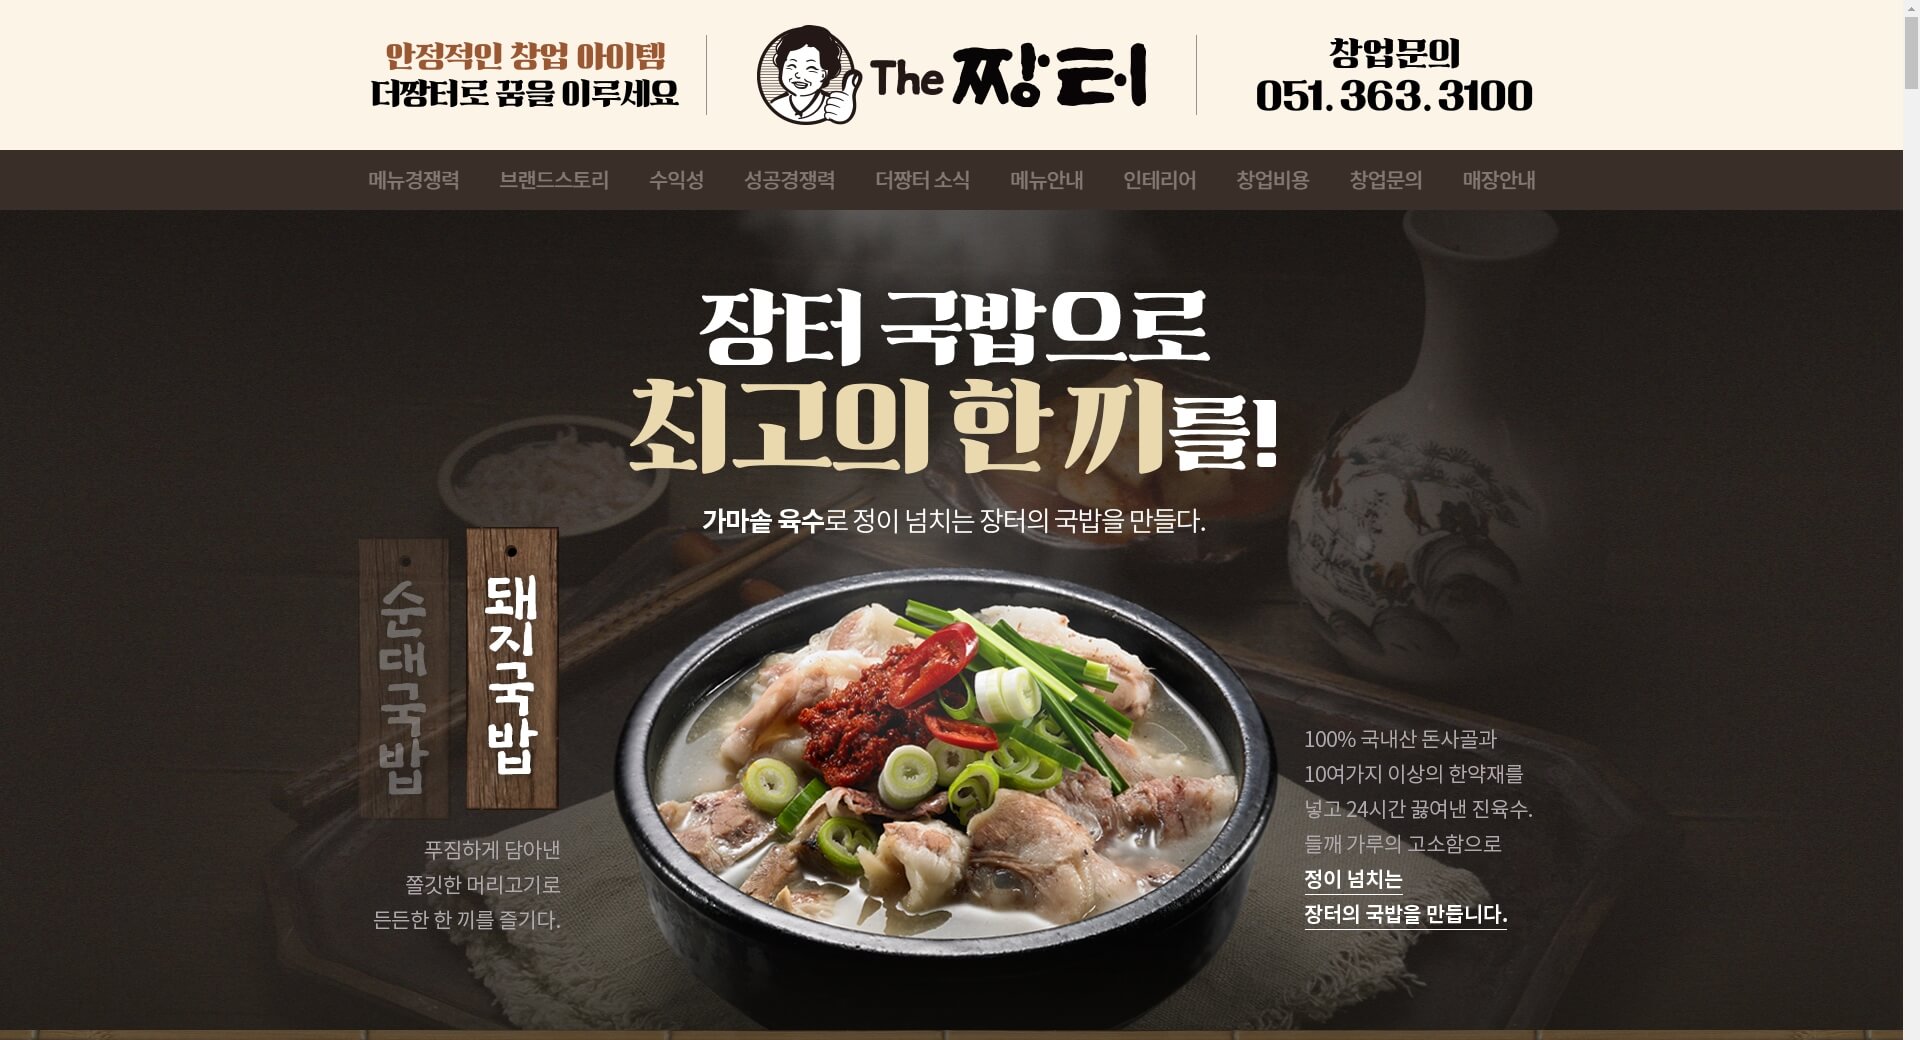 안정적인 창업 아이템
더짱터로 꿈을 이루세요
The 짱터
창업문의
051. 363. 3100
메뉴경쟁력 브랜드스토리 수익성 성공경쟁력 더짱터 소식 메뉴안내 인테리어 창업비용 창업문의 매장안내
장터 국밥으로
최고의 한 끼를!
가마솥 육수로 정이 넘치는 장터의 국밥을 만들다.
순대국밥
돼지국밥
푸짐하게 담아낸
쫄깃한 머리고기로
든든한 한 끼를 즐기다.
100% 국내산 돈사골과
10여가지 이상의 한약재를
넣고 24시간 끓여낸 진육수.
들깨 가루의 고소함으로
정이 넘치는
장터의 국밥을 만듭니다.